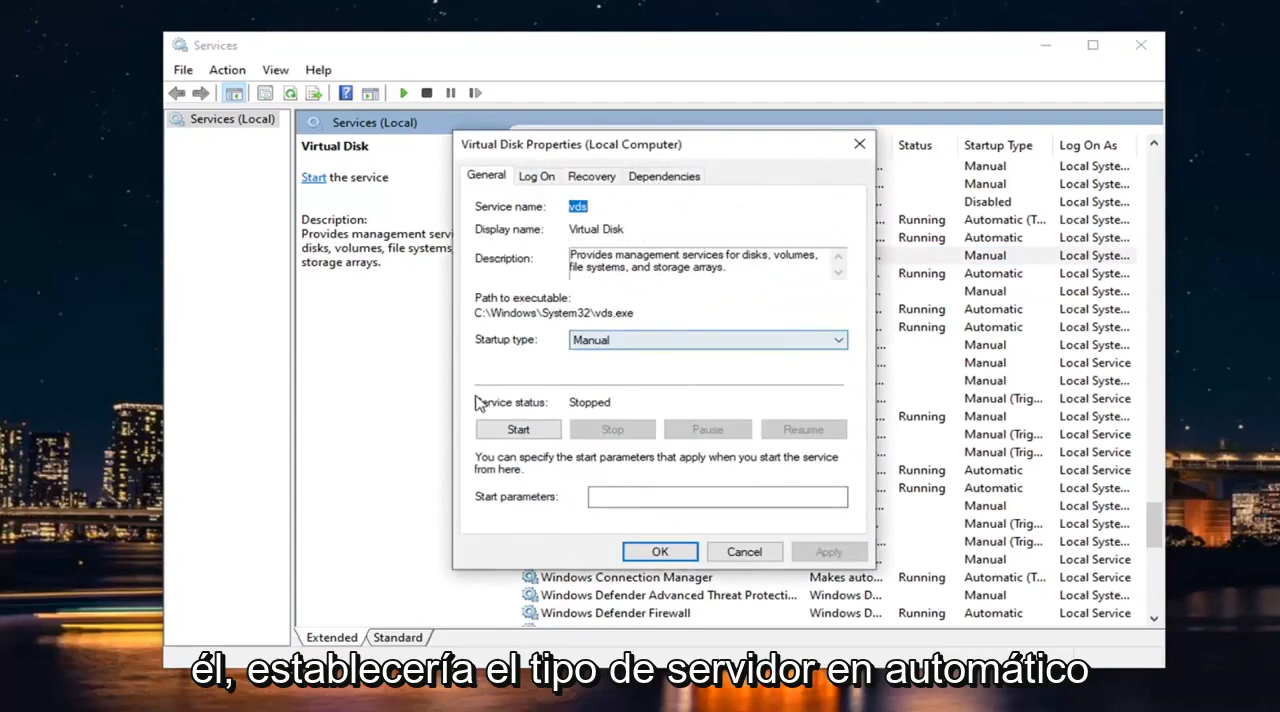 Services
File Action View Help
Services (Local)
Services (Local)
Virtual Disk
Start the service
Description:
Provides management servi
disks, volumes, file systems,
storage arrays.
Virtual Disk Properties (Local Computer)
General Log On Recovery Dependencies
Service name: vds
Display name: Virtual Disk
Description: Provides management services for disks, volumes,
file systems, and storage arrays.
Path to executable:
C:\Windows\System32\vds.exe
Startup type: Manual
Service status: Stopped
Start Stop Pause Resume
You can specify the start parameters that apply when you start the service
from here.
Start parameters:
OK Cancel Apply
Status Startup Type Log On As
Manual Local Syste...
Manual Local Syste...
Disabled Local Syste...
Running Automatic (T... Local Syste...
Running Automatic Local Syste...
Manual Local Syste...
Running Automatic Local Syste...
Manual Local Syste...
Running Automatic Local Syste...
Running Automatic Local Syste...
Manual Local Syste...
Manual Local Service
Manual Local Syste...
Manual (Trig... Local Service
Running Manual Local Syste...
Manual (Trig... Local Syste...
Manual (Trig... Local Syste...
Running Automatic Local Service
Running Automatic Local Syste...
Manual Local Syste...
Manual (Trig... Local Syste...
Manual (Trig... Local Syste...
Manual Local Service
Windows Connection Manager Makes auto... Running Automatic (T... Local Service
Windows Defender Advanced Threat Protecti... Windows D... Manual Local Syste...
Windows Defender Firewall Windows D... Running Automatic Local Service
Extended Standard
él, establecería el tipo de servidor en automático